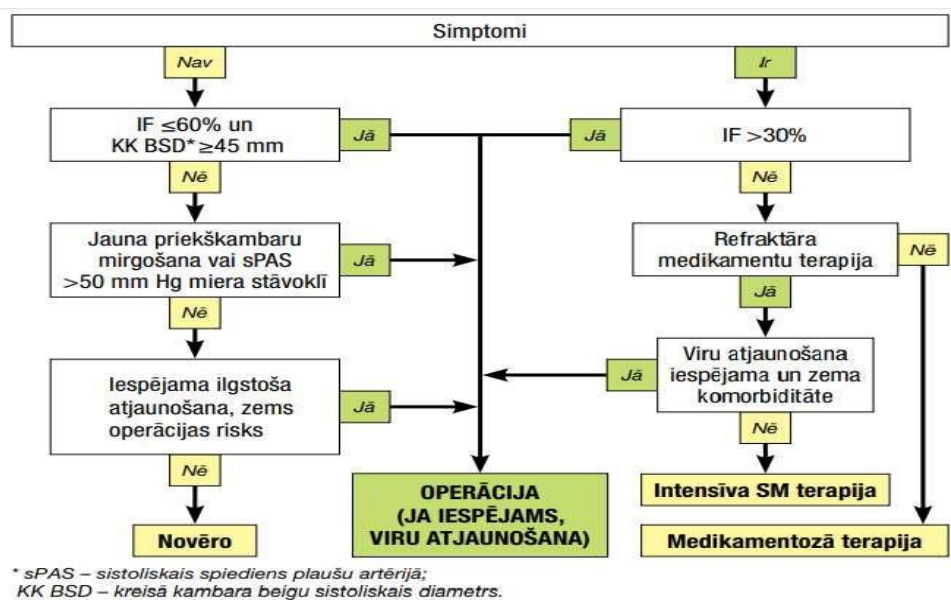 Simptomi
Nav
Ir
IF ≤60% un
KK BSD* ≥45 mm
Jā
Jā
IF >30%
Nē
Nē
Jauna priekškambaru
mirgošana vai sPAS
>50 mm Hg miera stāvoklī
Jā
Refraktāra
medikamentu terapija
Nē
Nē
Jā
Iespējama ilgstoša
atjaunošana, zems
operācijas risks
Jā
Jā
Viru atjaunošana
iespējama un zema
komorbiditāte
Nē
Nē
Novēro
OPERĀCIJA
(JA IESPĒJAMS,
VIRU ATJAUNOŠANA)
Intensīva SM terapija
Medikamentozā terapija
* sPAS – sistoliskais spiediens plaušu artērijā;
KK BSD – kreisā kambara beigu sistoliskais diametrs.